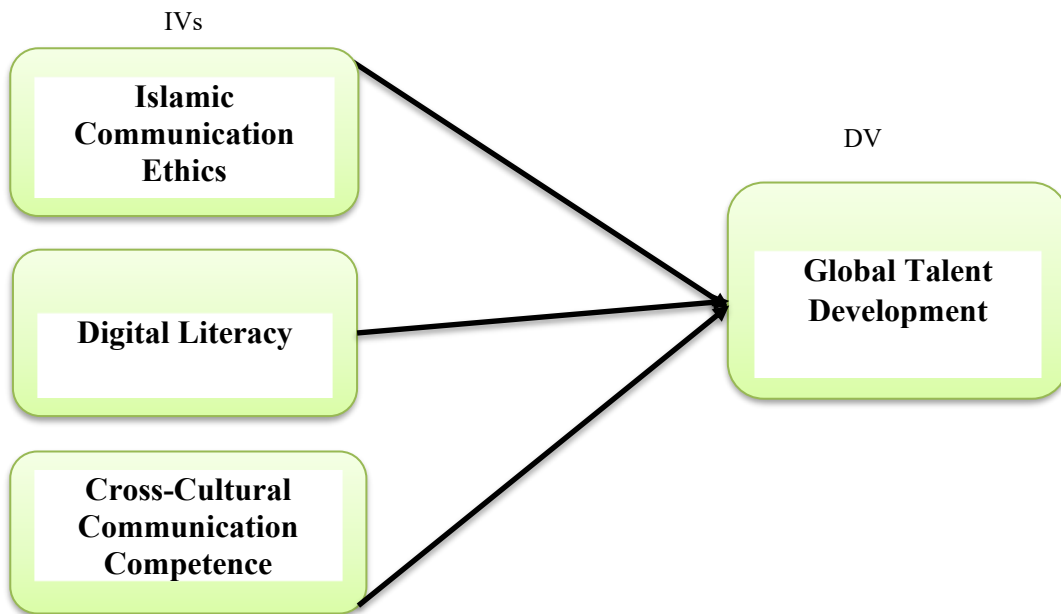 IVs
Islamic
Communication
Ethics
Digital Literacy
Cross-Cultural
Communication
Competence
DV
Global Talent
Development